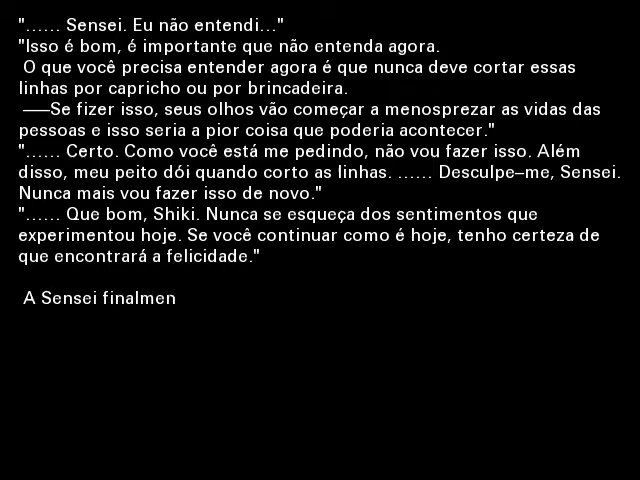 "...... Sensei. Eu não entendi..."
"Isso é bom, é importante que não entenda agora.
O que você precisa entender agora é que nunca deve cortar essas
linhas por capricho ou por brincadeira.
——Se fizer isso, seus olhos vão começar a menosprezar as vidas das
pessoas e isso seria a pior coisa que poderia acontecer."
"...... Certo. Como você está me pedindo, não vou fazer isso. Além
disso, meu peito dói quando corto as linhas. ...... Desculpe–me, Sensei.
Nunca mais vou fazer isso de novo."
"...... Que bom, Shiki. Nunca se esqueça dos sentimentos que
experimentou hoje. Se você continuar como é hoje, tenho certeza de
que encontrará a felicidade."
A Sensei finalmen